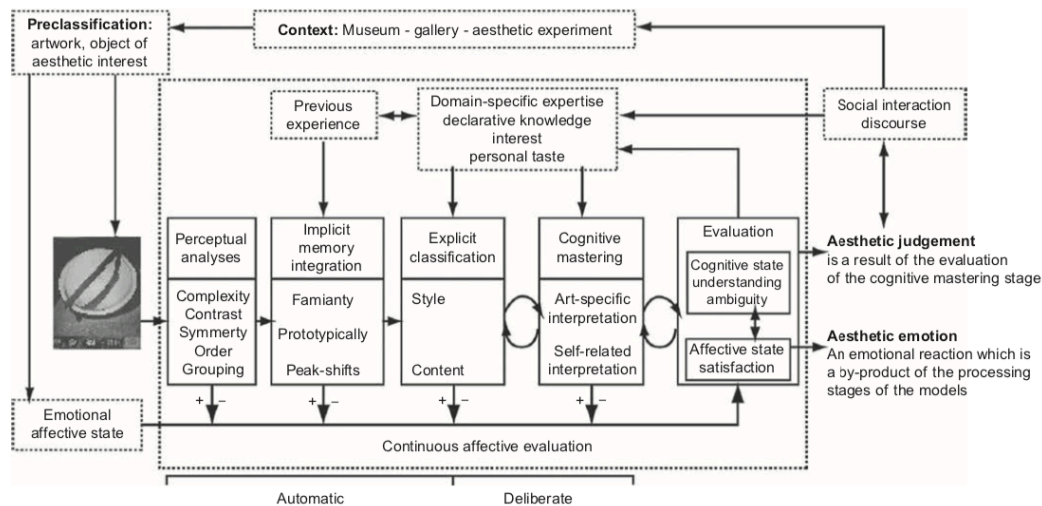 Preclassification:
artwork, object of
aesthetic interest
Context: Museum - gallery - aesthetic experiment
Previous
experience
Domain-specific expertise
declarative knowledge
interest
personal taste
Social interaction
discourse
Perceptual
analyses
Complexity
Contrast
Symmerty
Order
Grouping
Implicit
memory
integration
Famianty
Prototypically
Peak-shifts
Explicit
classification
Style
Content
Cognitive
mastering
Art-specific
interpretation
Self-related
interpretation
Evaluation
Cognitive state
understanding
ambiguity
Affective state
satisfaction
Aesthetic judgement
is a result of the evaluation
of the cognitive mastering stage
Aesthetic emotion
An emotional reaction which is
a by-product of the processing
stages of the models
+ −
+ −
+ −
+ −
Emotional
affective state
Continuous affective evaluation
Automatic
Deliberate